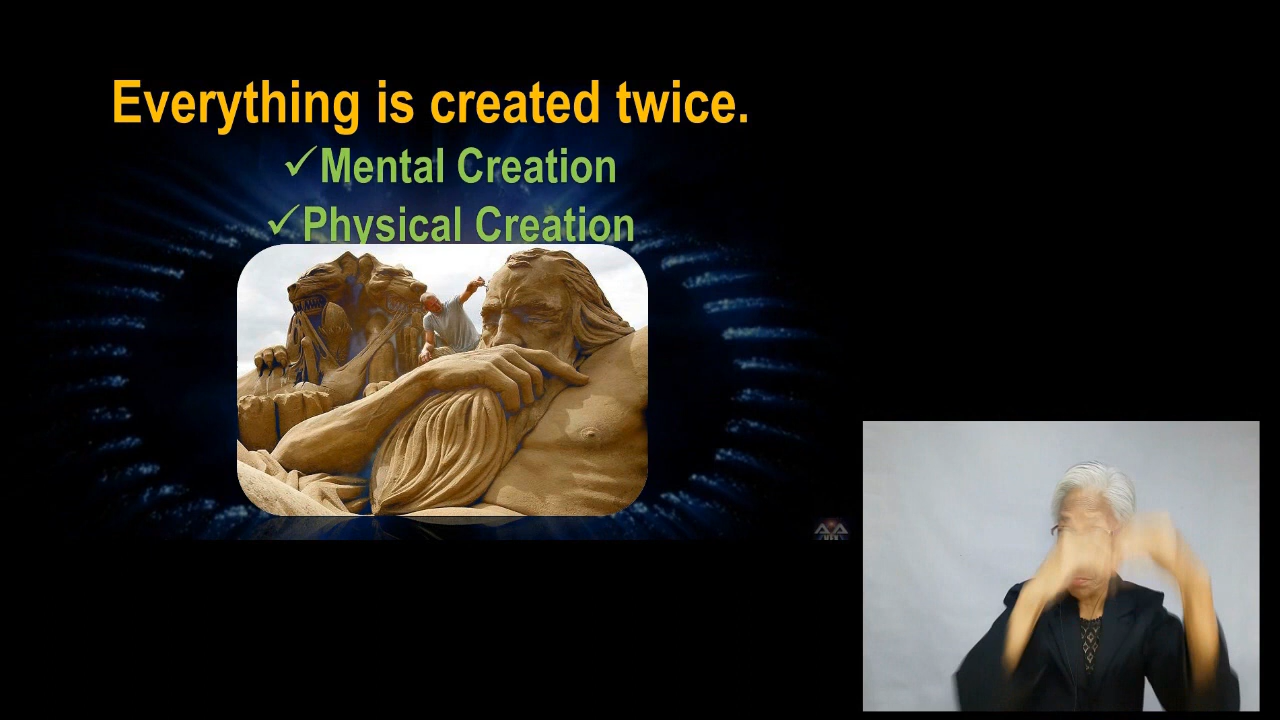 Everything is created twice.
✓Mental Creation
✓Physical Creation